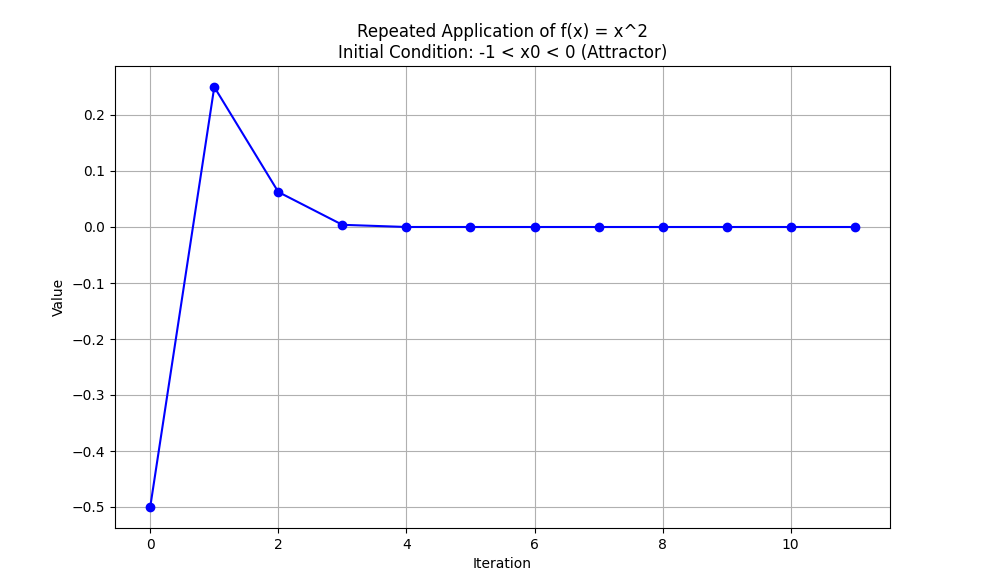 Repeated Application of f(x) = x^2
Initial Condition: -1 < x0 < 0 (Attractor)
0.2
0.1
0.0
−0.1
−0.2
−0.3
−0.4
−0.5
Value
0 2 4 6 8 10
Iteration